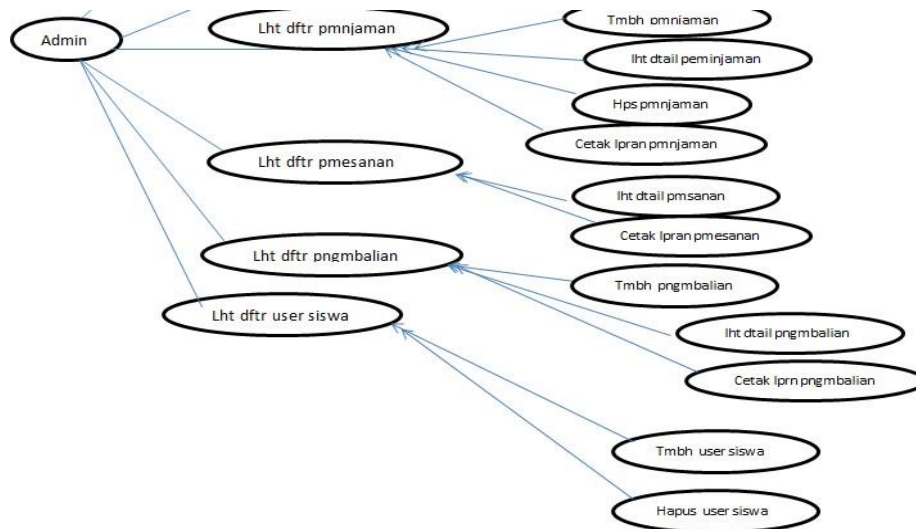 Admin
Lht dftr pmnjaman
Tmbh pmnjaman
lht dtail peminjaman
Hps pmnjaman
Cetak lpran pmnjaman
Lht dftr pmesanan
lht dtail pmsanan
Cetak lpran pmesanan
Lht dftr pngmbalian
Tmbh pngmbalian
Lht dftr user siswa
lht dtail pngmbalian
Cetak lprn pngmbalian
Tmbh user siswa
Hapus user siswa